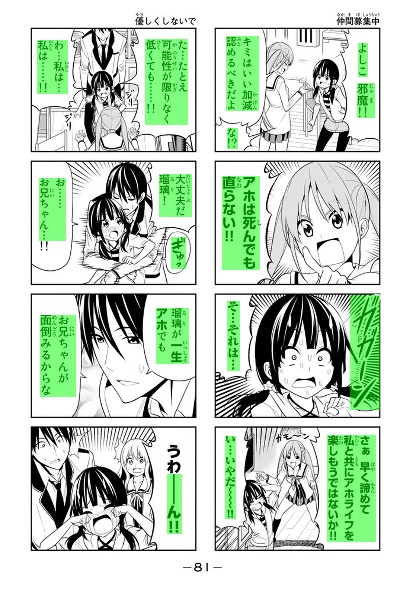 仲間募集中
よしこ
邪魔!!
キミはいい加減
認めるべきだよ
な!?
アホは死んでも
直らない!!
ガーン
そ…それは…
さぁ 早く諦めて
私と共にアホライフを
楽しもうではないか!!
い…いやだ〜〜〜!!
優しくしないで
た…たとえ
可能性が限りなく
低くても……!!
わ…私は…
私は……!!
大丈夫だ
瑠璃!
ぎゅっ
お……
お兄ちゃん…!!
瑠璃が一生
アホでも
お兄ちゃんが
面倒みるからな
うわ――ん!!
―81―